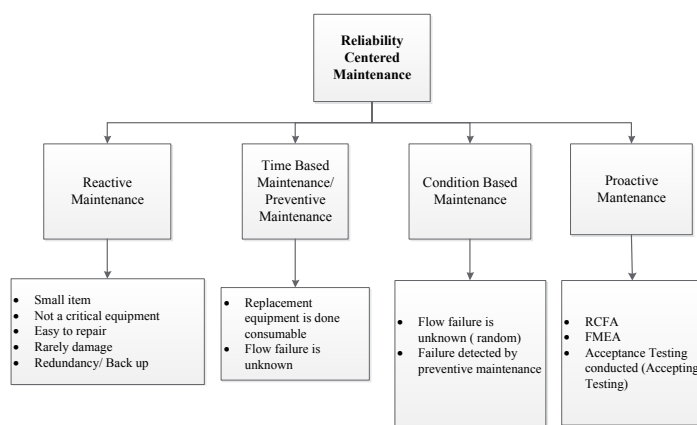 Reliability
Centered
Maintenance
Reactive
Maintenance
Time Based
Maintenance/
Preventive
Maintenance
Condition Based
Maintenance
Proactive
Mantenance
• Small item
• Not a critical equipment
• Easy to repair
• Rarely damage
• Redundancy/ Back up
• Replacement
equipment is done
consumable
• Flow failure is
unknown
• Flow failure is
unknown ( random)
• Failure detected by
preventive maintenance
• RCFA
• FMEA
• Acceptance Testing
conducted (Accepting
Testing)